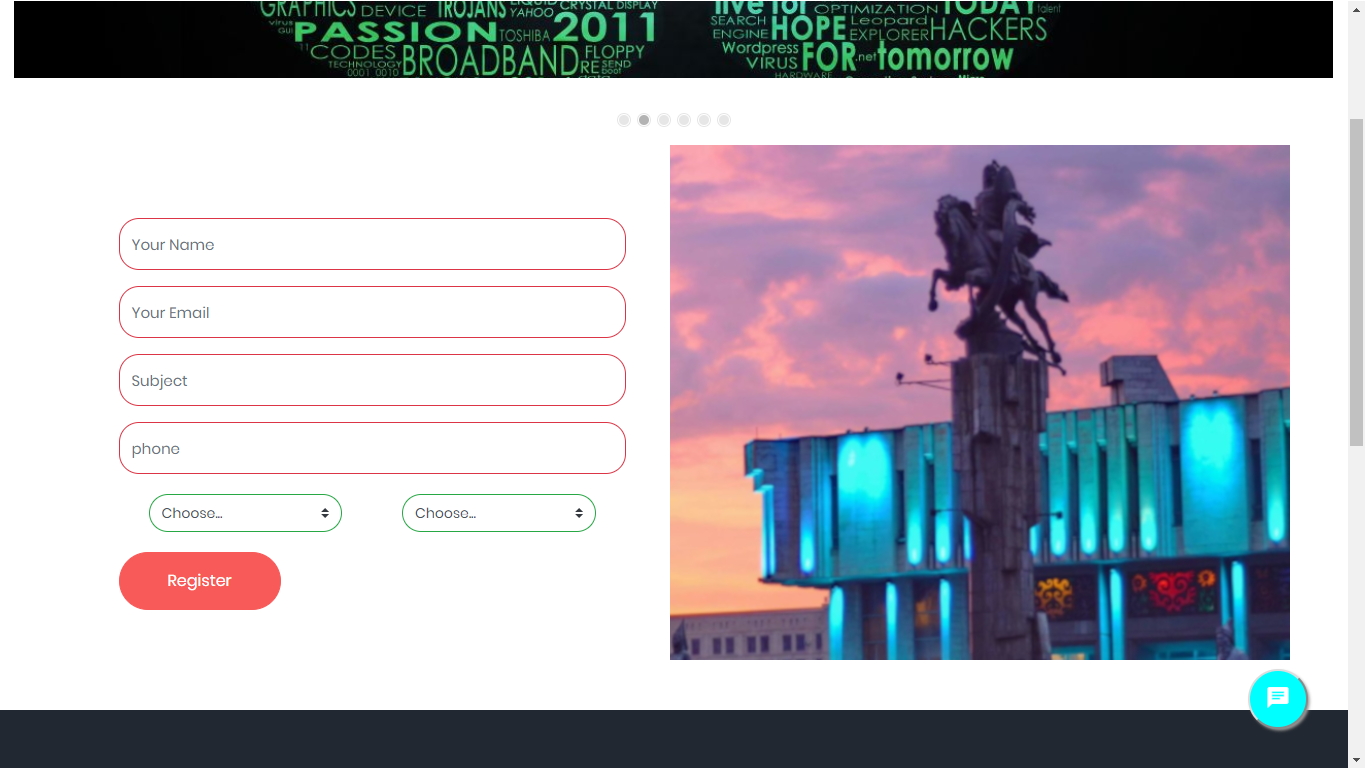 GRAPHICS DEVICE TROJANS LIQUID CRYSTAL DISPLAY
YAHOO
virus
GUI PASSION TOSHIBA 2011
11 CODES BROADBAND FLOPPY
TECHNOLOGY RE SEND
0001 0010 boot
live for OPTIMIZATION TODAY talent
SEARCH
ENGINE HOPE Leopard
EXPLORER HACKERS
Wordpress
VIRUS FOR .net tomorrow
HARDWARE
Your Name
Your Email
Subject
phone
Choose... Choose...
Register